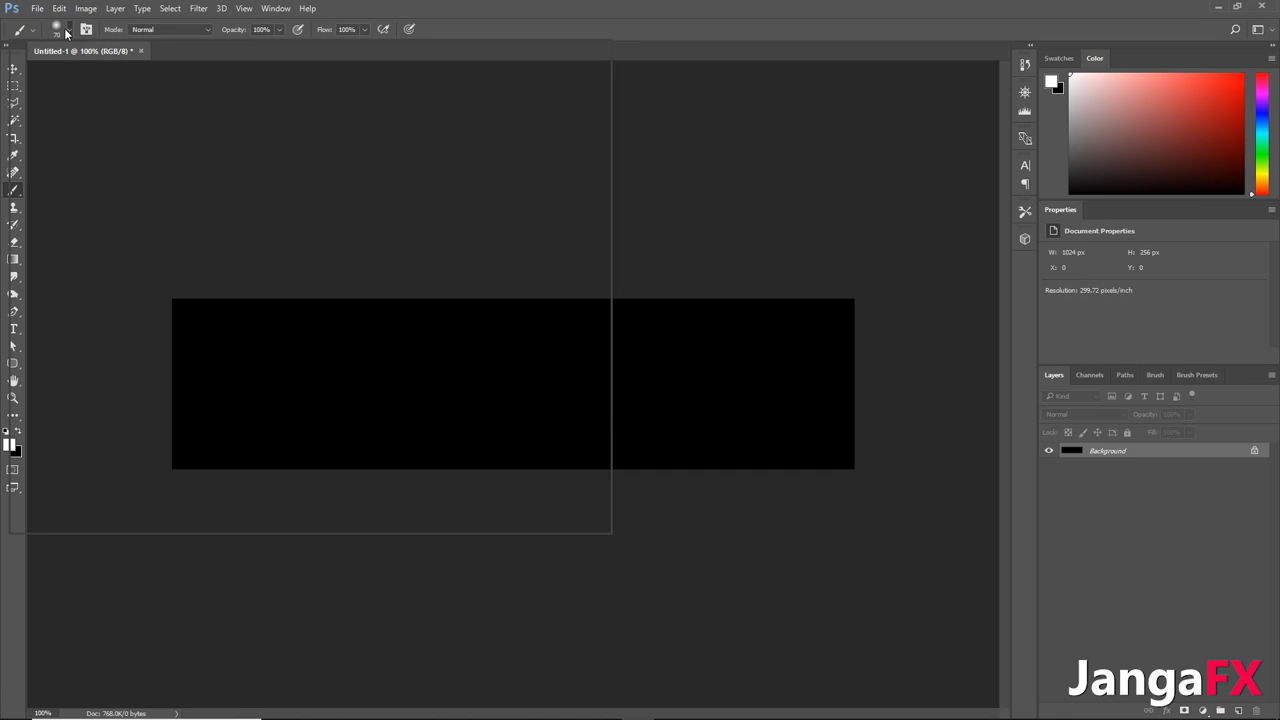 Ps File Edit Image Layer Type Select Filter 3D View Window Help
70 Mode: Normal Opacity: 100% Flow: 100%
Untitled-1 @ 100% (RGB/8) * ×
Swatches Color
Properties
Document Properties
W: 1024 px H: 256 px
X: 0 Y: 0
Resolution: 299.72 pixels/inch
Layers Channels Paths Brush Brush Presets
Kind
Normal Opacity: 100%
Lock: Fill: 100%
Background
JangaFX
100% Doc: 768.0K/0 bytes